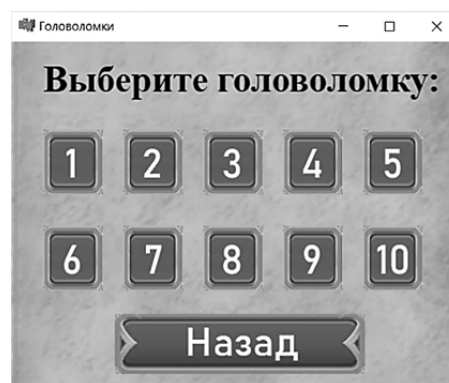 Головоломки
Выберите головоломку:
1 2 3 4 5
6 7 8 9 10
Назад